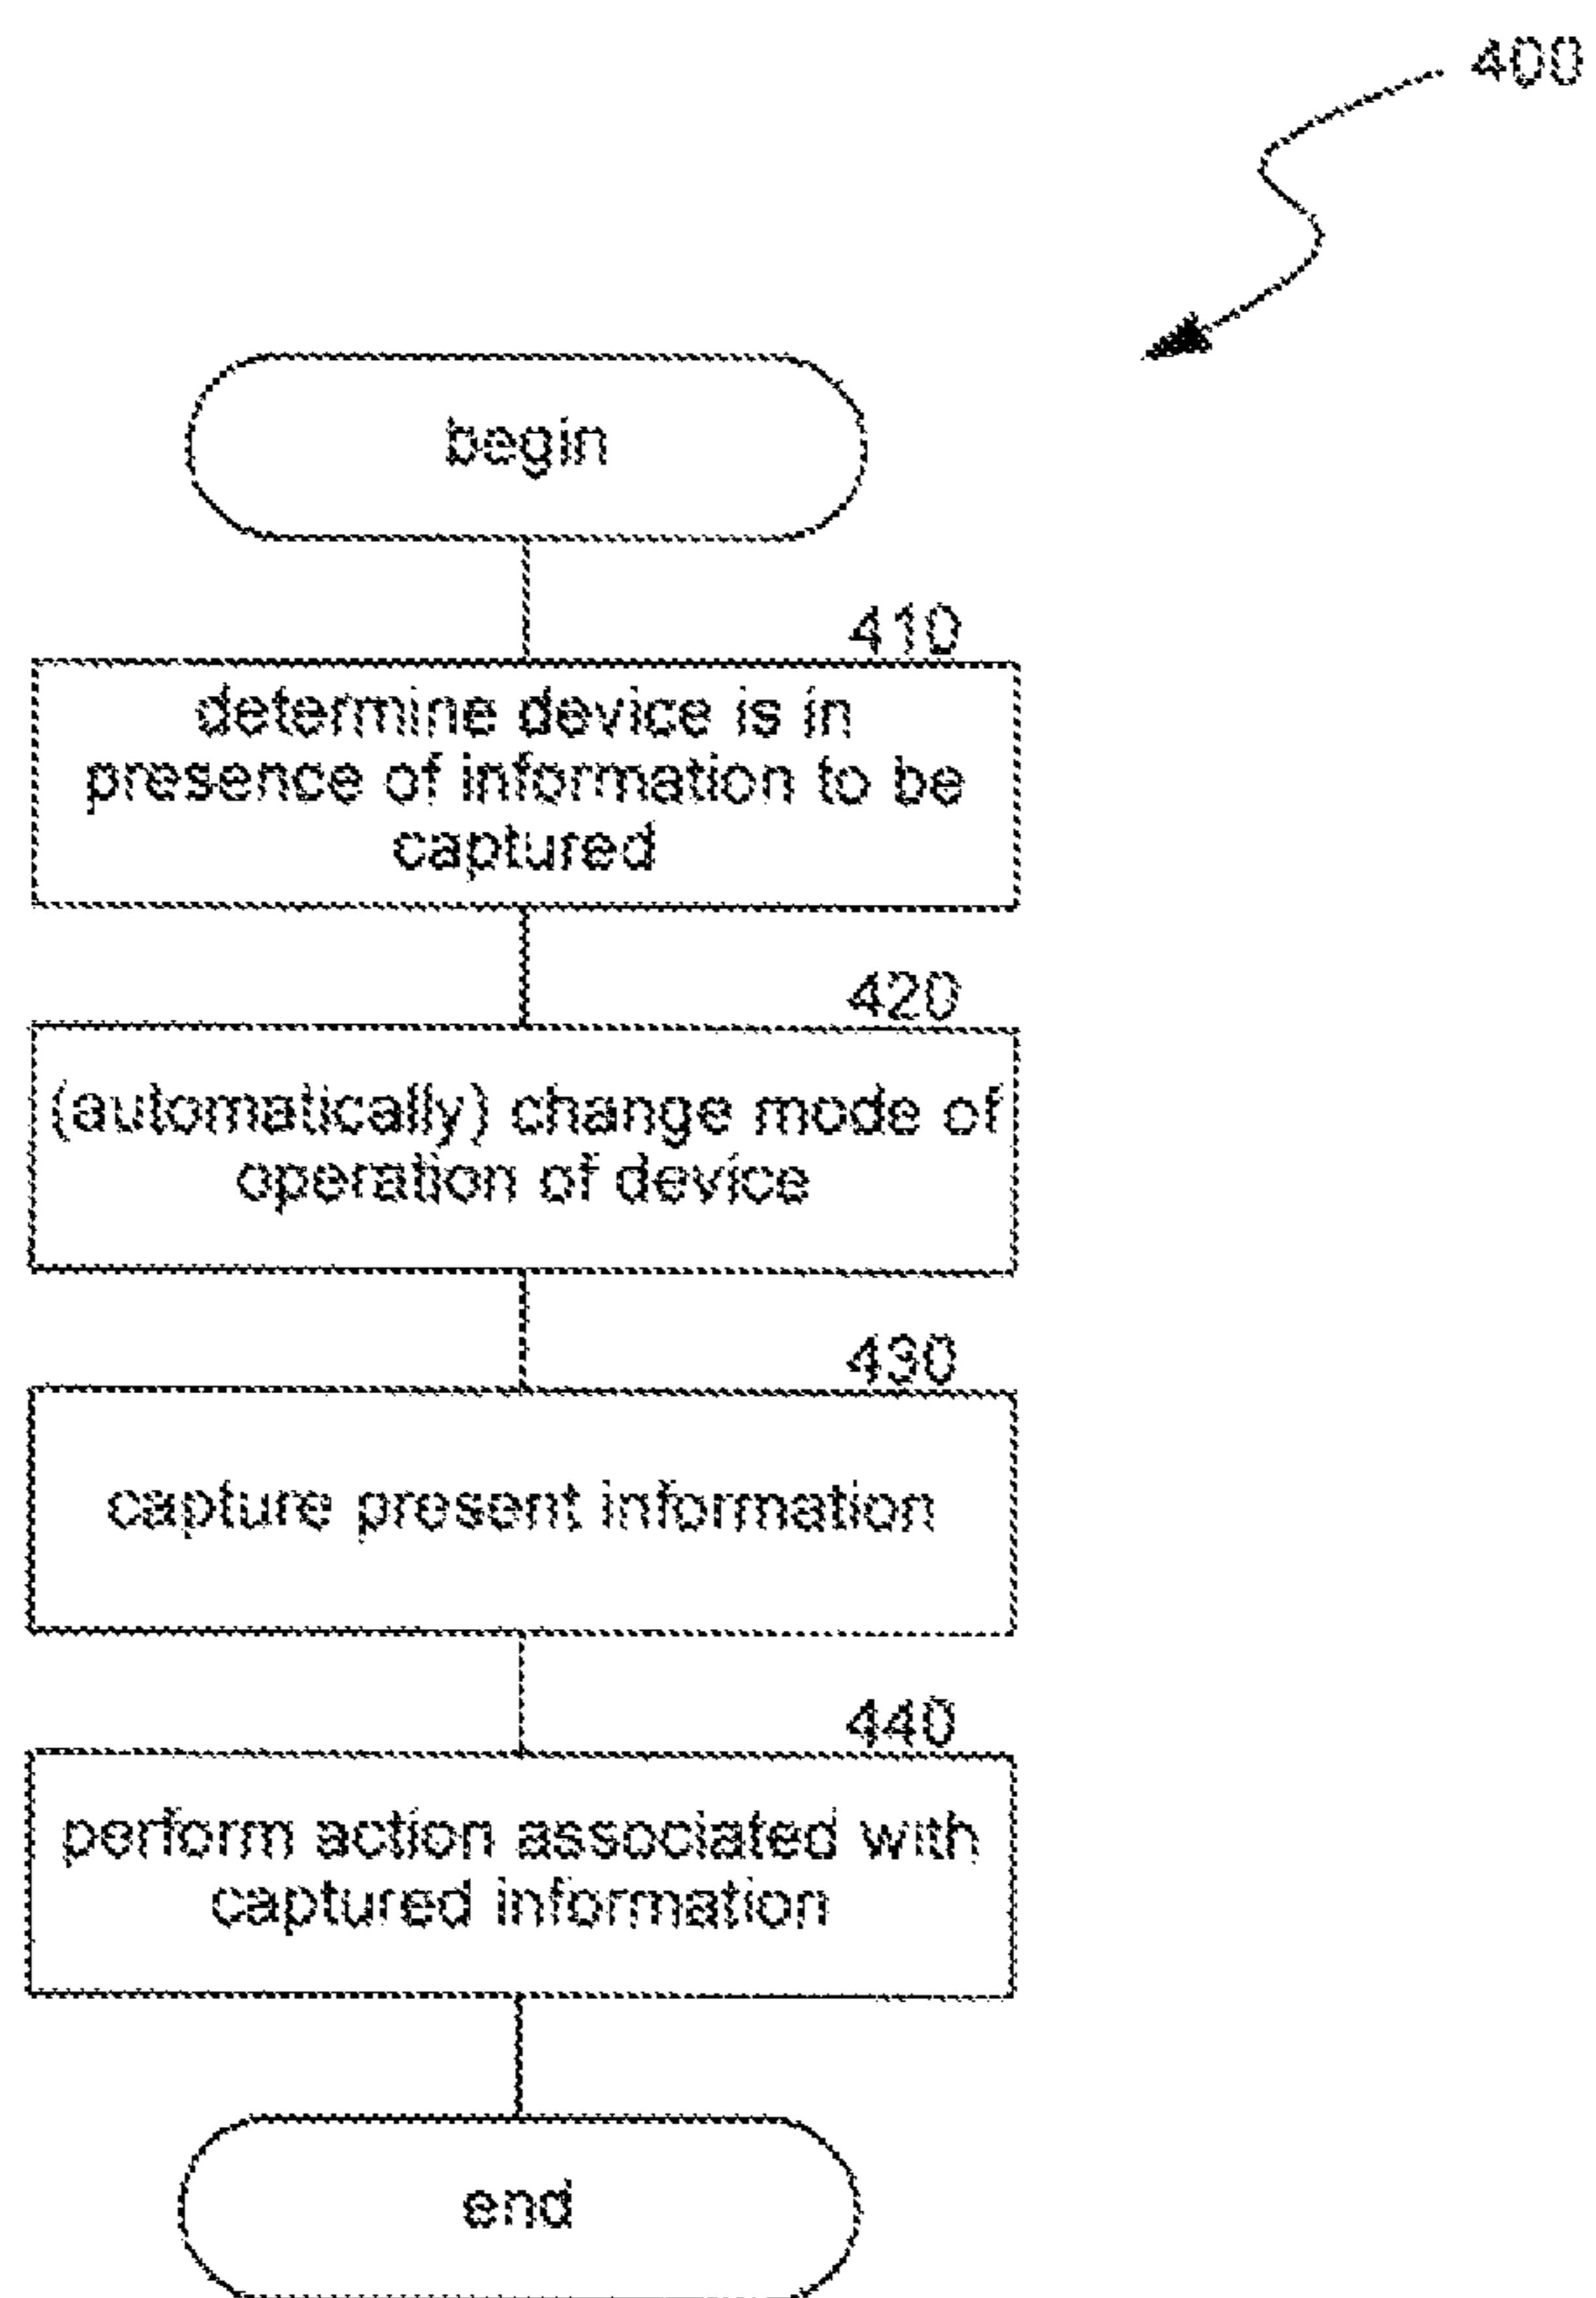 400
begin
410
determine device is in
presence of information to be
captured
420
(automatically) change mode of
operation of device
430
capture present information
440
perform action associated with
captured information
end